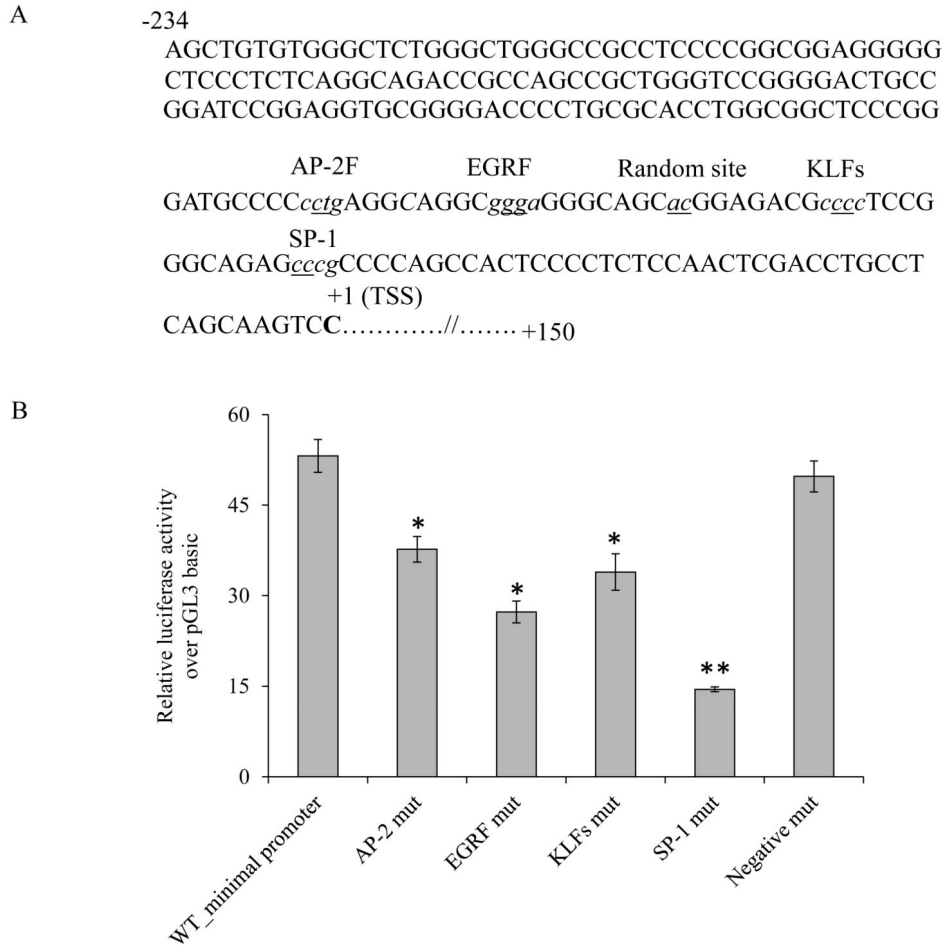 A
-234
AGCTGTGTGGGCTCTGGGCTGGGCCGCCTCCCCGGCGGAGGGGG
CTCCCTCTCAGGCAGACCGCCAGCCGCTGGGTCCGGGGACTGCC
GGATCCGGAGGTGCGGGGACCCCTGCGCACCTGGCGGCTCCCGG
AP-2F EGRF Random site KLFs
GATGCCCCcctgAGGCAGGCgggaGGGCAGCacGGAGACGccccTCCG
SP-1
GGCAGAGcccgCCCCAGCCACTCCCCTCTCCAACTCGACCTGCCT
+1 (TSS)
CAGCAAGTCC…………//……. +150
B
Relative luciferase activity
over pGL3 basic
60
45
30
15
0
*
*
*
**
WT_minimal promoter
AP-2 mut
EGRF mut
KLFs mut
SP-1 mut
Negative mut